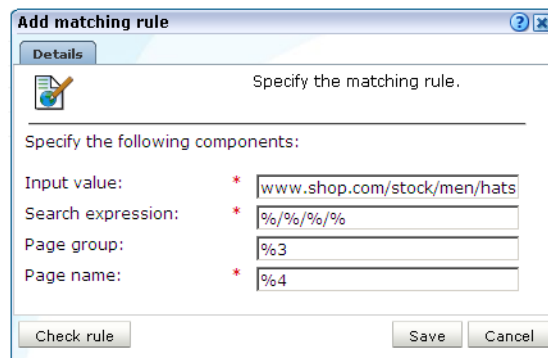 Add matching rule
Details
Specify the matching rule.
Specify the following components:
Input value: * www.shop.com/stock/men/hats
Search expression: * %/%/%/%
Page group: %3
Page name: * %4
Check rule Save Cancel